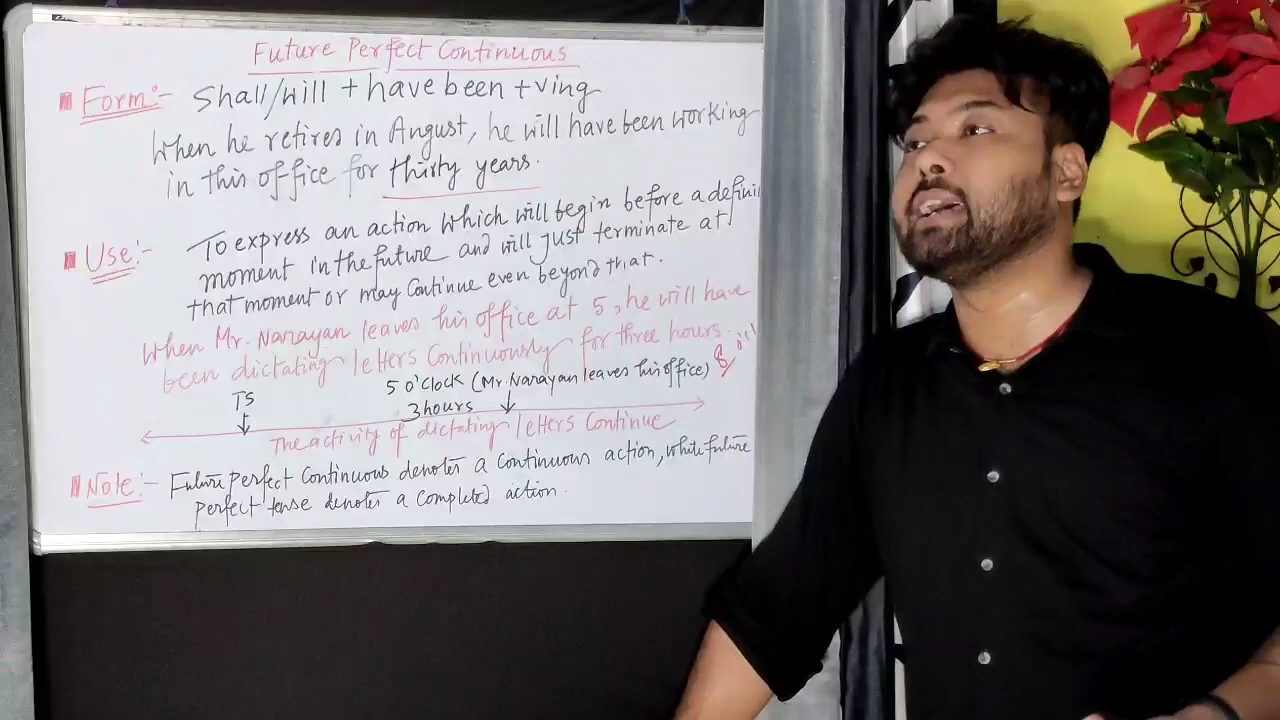 Future Perfect Continuous
Form:- Shall/will + have been + ving
When he retires in August, he will have been working
in this office for thirty years.
Use:- To express an action which will begin before a defini
moment in the future and will just terminate at
that moment or may Continue even beyond that.
When Mr. Narayan leaves his office at 5, he will have
been dictating letters Continuously for three hours.
5 o'clock (Mr. Narayan leaves his office)
TS
3 hours
The activity of dictating letters Continue
Note:- Future perfect Continuous denotes a Continuous action, while future
perfect tense denotes a completed action.